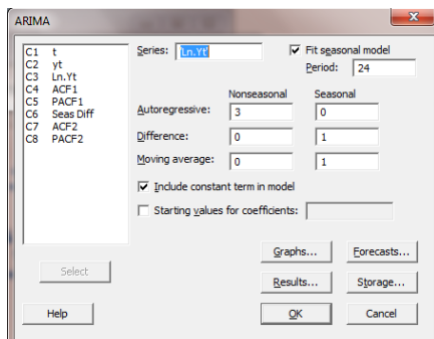 ARIMA
C1 t
C2 yt
C3 Ln.Yt
C4 ACF1
C5 PACF1
C6 Seas Diff
C7 ACF2
C8 PACF2
Series: 'Ln.Yt'
Fit seasonal model
Period: 24
Nonseasonal Seasonal
Autoregressive: 3 0
Difference: 0 1
Moving average: 0 1
Include constant term in model
Starting values for coefficients:
Select
Graphs... Forecasts...
Results... Storage...
Help OK Cancel